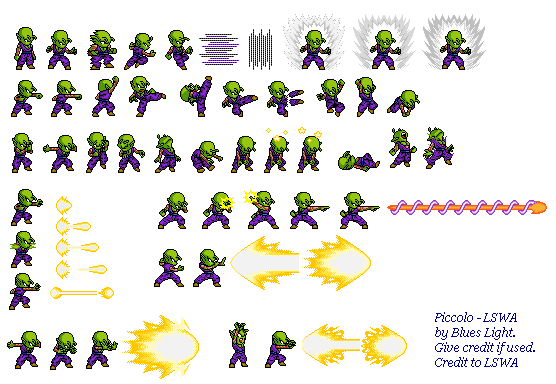 Piccolo - LSWA
by Blues Light.
Give credit if used.
Credit to LSWA